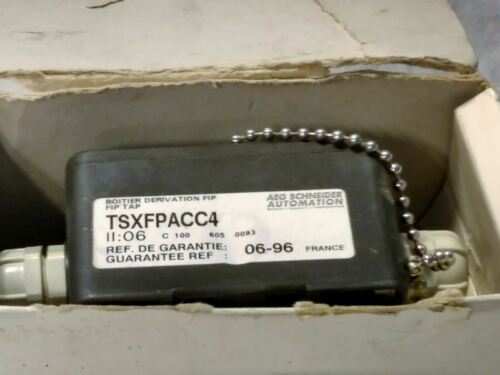 BOITIER DERIVATION FIP
FIP TAP
TSXFPACC4
II:06 C 100 605 0093
REF. DE GARANTIE:
GUARANTEE REF : 06-96 FRANCE
AEG SCHNEIDER
AUTOMATION